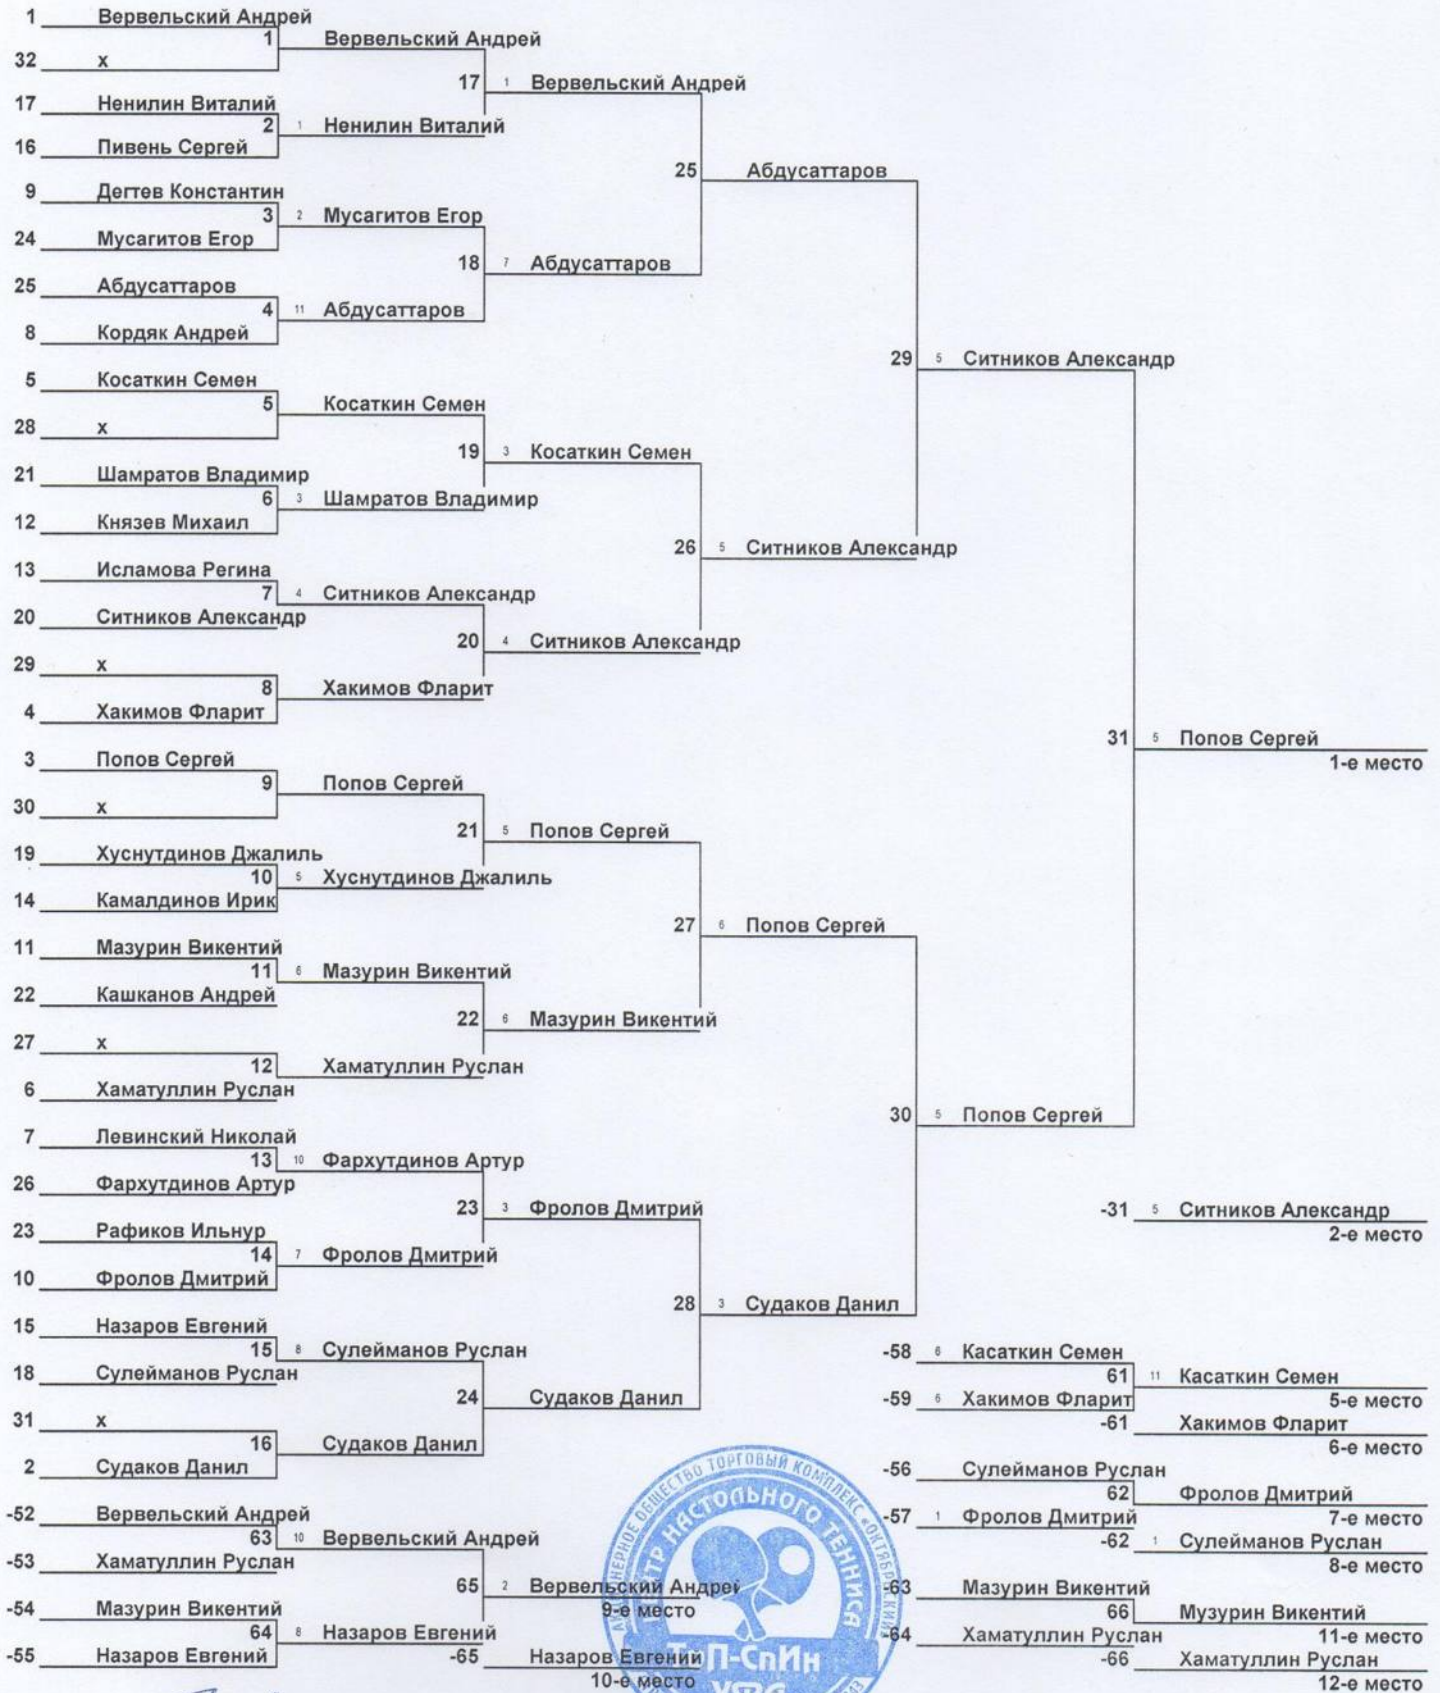 1 Вервельский Андрей
1 Вервельский Андрей
32 х
17 1 Вервельский Андрей
17 Ненилин Виталий
2 1 Ненилин Виталий
16 Пивень Сергей
25 Абдусаттаров
9 Дегтев Константин
3 2 Мусагитов Егор
24 Мусагитов Егор
18 7 Абдусаттаров
25 Абдусаттаров
4 11 Абдусаттаров
8 Кордяк Андрей
29 5 Ситников Александр
5 Косаткин Семен
5 Косаткин Семен
28 х
19 3 Косаткин Семен
21 Шамратов Владимир
6 3 Шамратов Владимир
12 Князев Михаил
26 5 Ситников Александр
13 Исламова Регина
7 4 Ситников Александр
20 Ситников Александр
20 4 Ситников Александр
29 х
8 Хакимов Фларит
4 Хакимов Фларит
31 5 Попов Сергей
1-е место
3 Попов Сергей
9 Попов Сергей
30 х
21 5 Попов Сергей
19 Хуснутдинов Джалиль
10 5 Хуснутдинов Джалиль
14 Камалдинов Ирик
27 6 Попов Сергей
11 Мазурин Викентий
11 6 Мазурин Викентий
22 Кашканов Андрей
22 6 Мазурин Викентий
27 х
12 Хаматуллин Руслан
6 Хаматуллин Руслан
30 5 Попов Сергей
7 Левинский Николай
13 10 Фархутдинов Артур
26 Фархутдинов Артур
23 3 Фролов Дмитрий
-31 5 Ситников Александр
2-е место
23 Рафиков Ильнур
14 7 Фролов Дмитрий
10 Фролов Дмитрий
28 3 Судаков Данил
15 Назаров Евгений
15 8 Сулейманов Руслан
18 Сулейманов Руслан
24 Судаков Данил
31 х
16 Судаков Данил
2 Судаков Данил
-58 6 Касаткин Семен
61 11 Касаткин Семен
-59 6 Хакимов Фларит
5-е место
-61 Хакимов Фларит
6-е место
-56 Сулейманов Руслан
62 Фролов Дмитрий
-57 1 Фролов Дмитрий
7-е место
-62 1 Сулейманов Руслан
8-е место
-52 Вервельский Андрей
63 10 Вервельский Андрей
-53 Хаматуллин Руслан
65 2 Вервельский Андрей
9-е место
-54 Мазурин Викентий
64 8 Назаров Евгений
-55 Назаров Евгений
-65 Назаров Евгений
10-е место
-63 Мазурин Викентий
66 Музурин Викентий
-64 Хаматуллин Руслан
11-е место
-66 Хаматуллин Руслан
12-е место
ОБЩЕСТВО ТОРГОВЫЙ КОМПЛЕКС «ОКТЯБРЬСКИЙ»
ЦЕНТР НАСТОЛЬНОГО ТЕННИСА
ТоП-СпИн